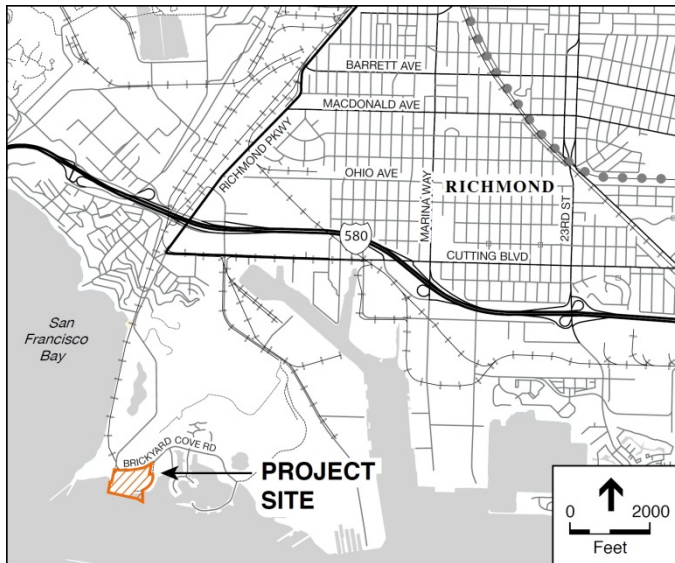 BARRETT AVE
MACDONALD AVE
RICHMOND PKWY
OHIO AVE
MARINA WAY
RICHMOND
23RD ST
580
CUTTING BLVD
San
Francisco
Bay
BRICKYARD COVE RD
PROJECT
SITE
0 2000
Feet